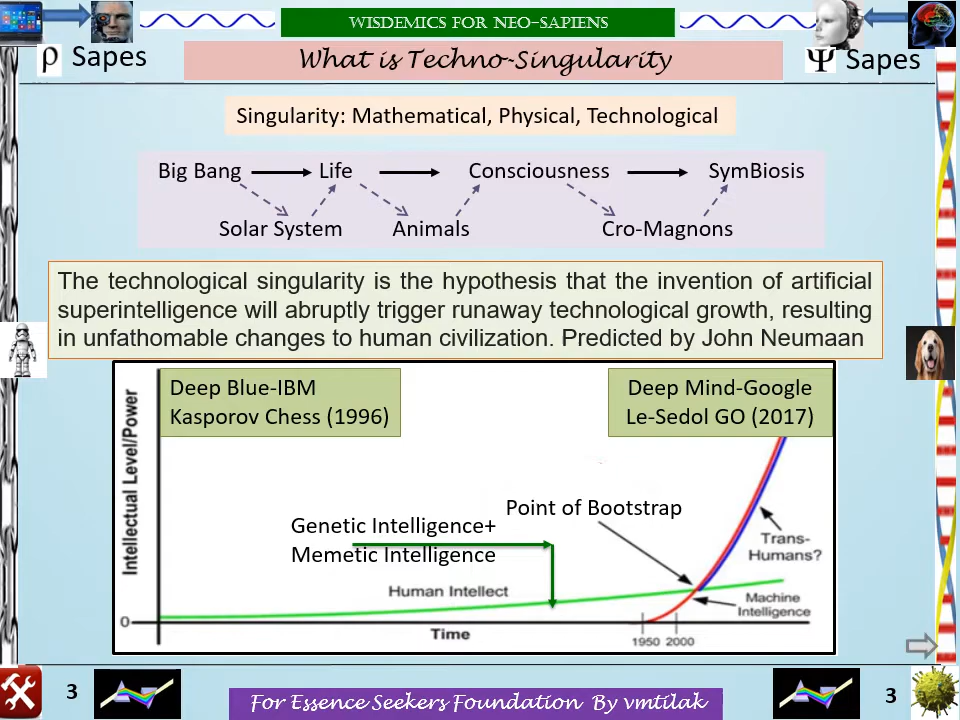 WISDEMICS FOR NEO-SAPIENS
ρ Sapes
What is Techno-Singularity
Ψ Sapes
Singularity: Mathematical, Physical, Technological
Big Bang Life Consciousness SymBiosis
Solar System Animals Cro-Magnons
The technological singularity is the hypothesis that the invention of artificial
superintelligence will abruptly trigger runaway technological growth, resulting
in unfathomable changes to human civilization. Predicted by John Neumaan
Deep Blue-IBM
Kasporov Chess (1996)
Deep Mind-Google
Le-Sedol GO (2017)
Intellectual Level/Power
Point of Bootstrap
Genetic Intelligence+
Memetic Intelligence
Trans-
Humans?
Human Intellect
Machine
Intelligence
0
Time
1950 2000
3
For Essence Seekers Foundation By vmtilak
3